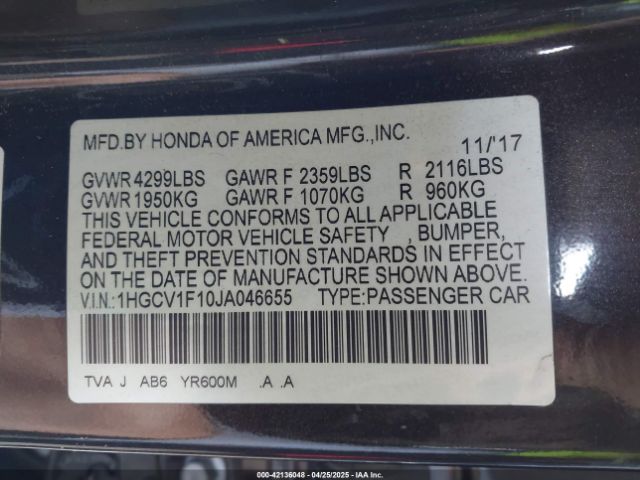 MFD.BY HONDA OF AMERICA MFG.,INC. 11/'17
GVWR 4299LBS GAWR F 2359LBS R 2116LBS
GVWR 1950KG GAWR F 1070KG R 960KG
THIS VEHICLE CONFORMS TO ALL APPLICABLE
FEDERAL MOTOR VEHICLE SAFETY , BUMPER,
AND THEFT PREVENTION STANDARDS IN EFFECT
ON THE DATE OF MANUFACTURE SHOWN ABOVE.
V.I.N.:1HGCV1F10JA046655 TYPE:PASSENGER CAR
TVA J AB6 YR600M .A .A
000-42136048 - 04/25/2025 - IAA Inc.